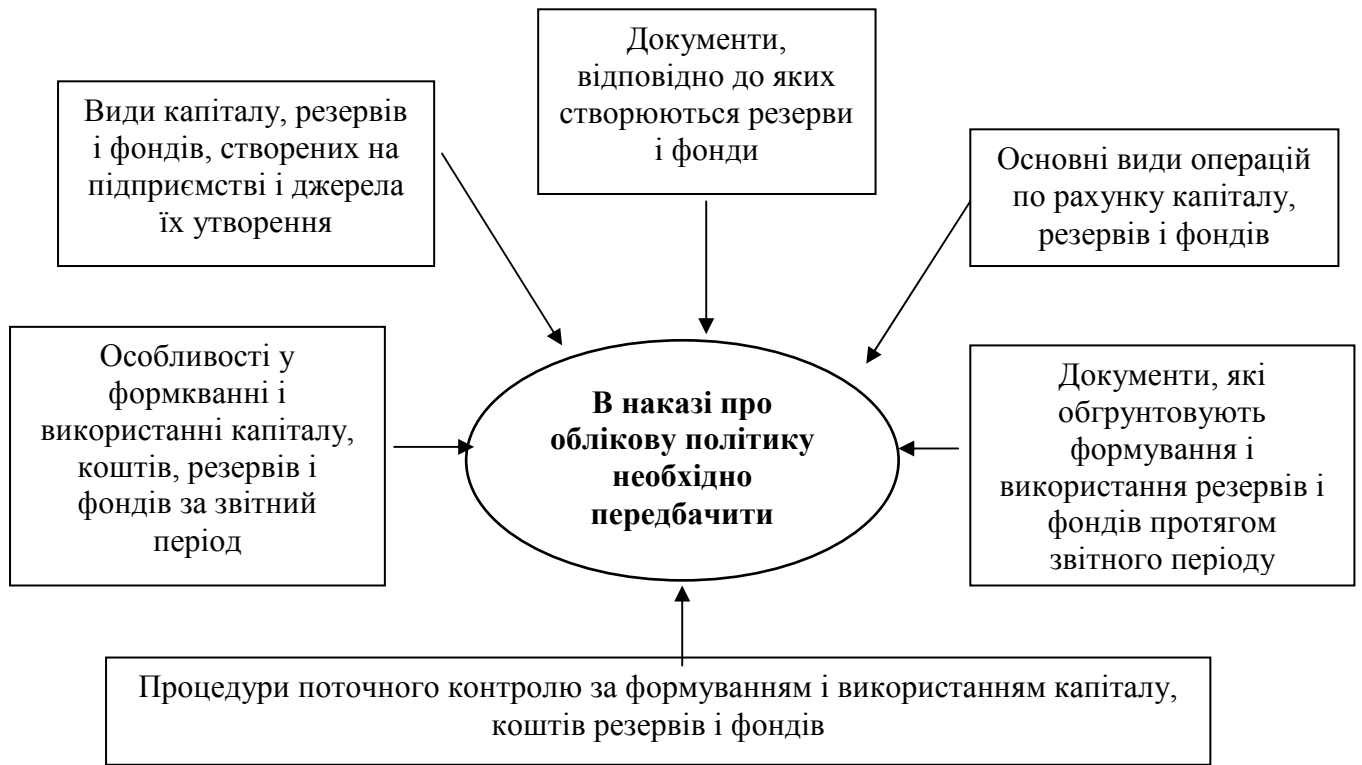 Документи,
відповідно до яких
створюються резерви
і фонди
Види капіталу, резервів
і фондів, створених на
підприємстві і джерела
їх утворення
Основні види операцій
по рахунку капіталу,
резервів і фондів
Особливості у
формкванні і
використанні капіталу,
коштів, резервів і
фондів за звітний
період
В наказі про
облікову політику
необхідно
передбачити
Документи, які
обгрунтовують
формування і
використання резервів і
фондів протягом
звітного періоду
Процедури поточного контролю за формуванням і використанням капіталу,
коштів резервів і фондів